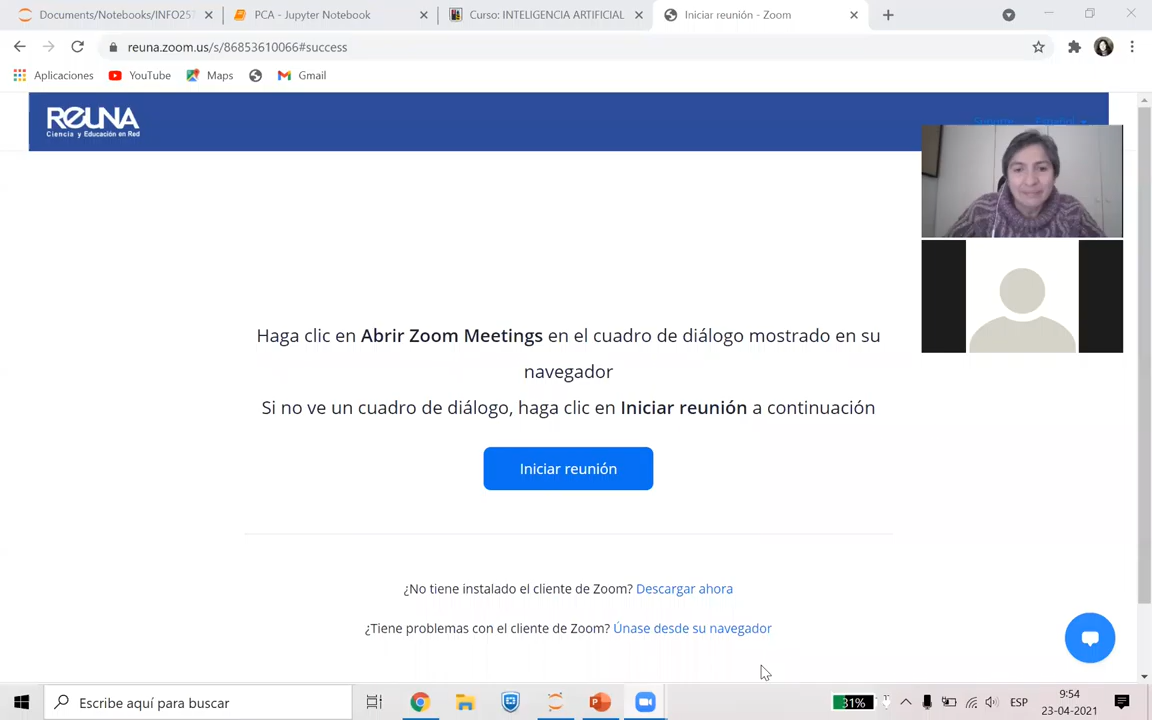 Documents/Notebooks/INFO257
PCA - Jupyter Notebook
Curso: INTELIGENCIA ARTIFICIAL
Iniciar reunión - Zoom
reuna.zoom.us/s/86853610066#success
Aplicaciones
YouTube
Maps
Gmail
REUNA
Ciencia y Educación en Red
Soporte
Español
Haga clic en Abrir Zoom Meetings en el cuadro de diálogo mostrado en su
navegador
Si no ve un cuadro de diálogo, haga clic en Iniciar reunión a continuación
Iniciar reunión
¿No tiene instalado el cliente de Zoom? Descargar ahora
¿Tiene problemas con el cliente de Zoom? Únase desde su navegador
Escribe aquí para buscar
31%
ESP
9:54
23-04-2021